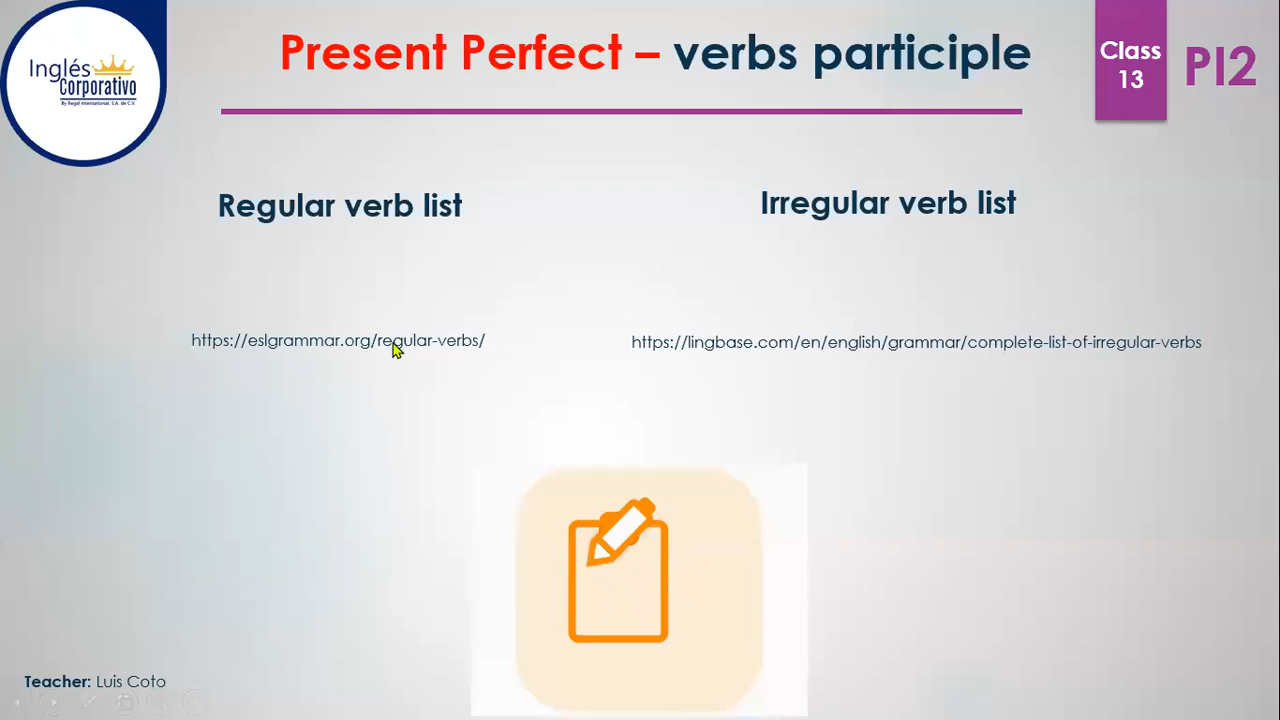 Inglés
Corporativo
By Regal International, S.A. de C.V.
Present Perfect – verbs participle
Class
13
PI2
Regular verb list
Irregular verb list
https://eslgrammar.org/regular-verbs/
https://lingbase.com/en/english/grammar/complete-list-of-irregular-verbs
Teacher: Luis Coto